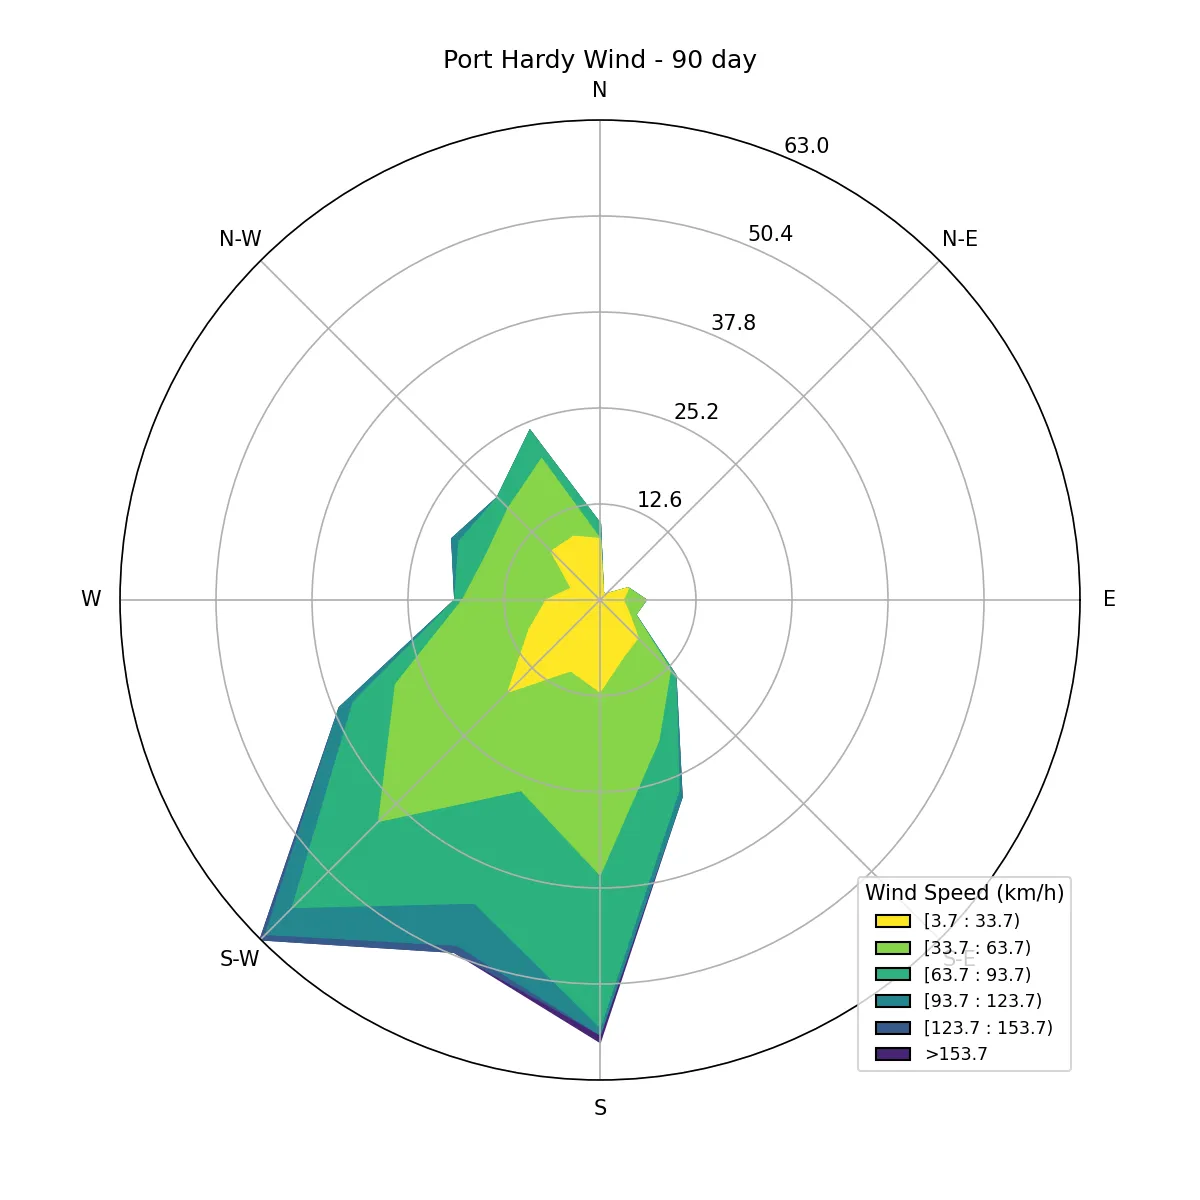 Port Hardy Wind - 90 day
N
63.0
50.4
N-W
N-E
37.8
25.2
12.6
W
E
S-W
S-E
S
Wind Speed (km/h)
[3.7 : 33.7)
[33.7 : 63.7)
[63.7 : 93.7)
[93.7 : 123.7)
[123.7 : 153.7)
>153.7